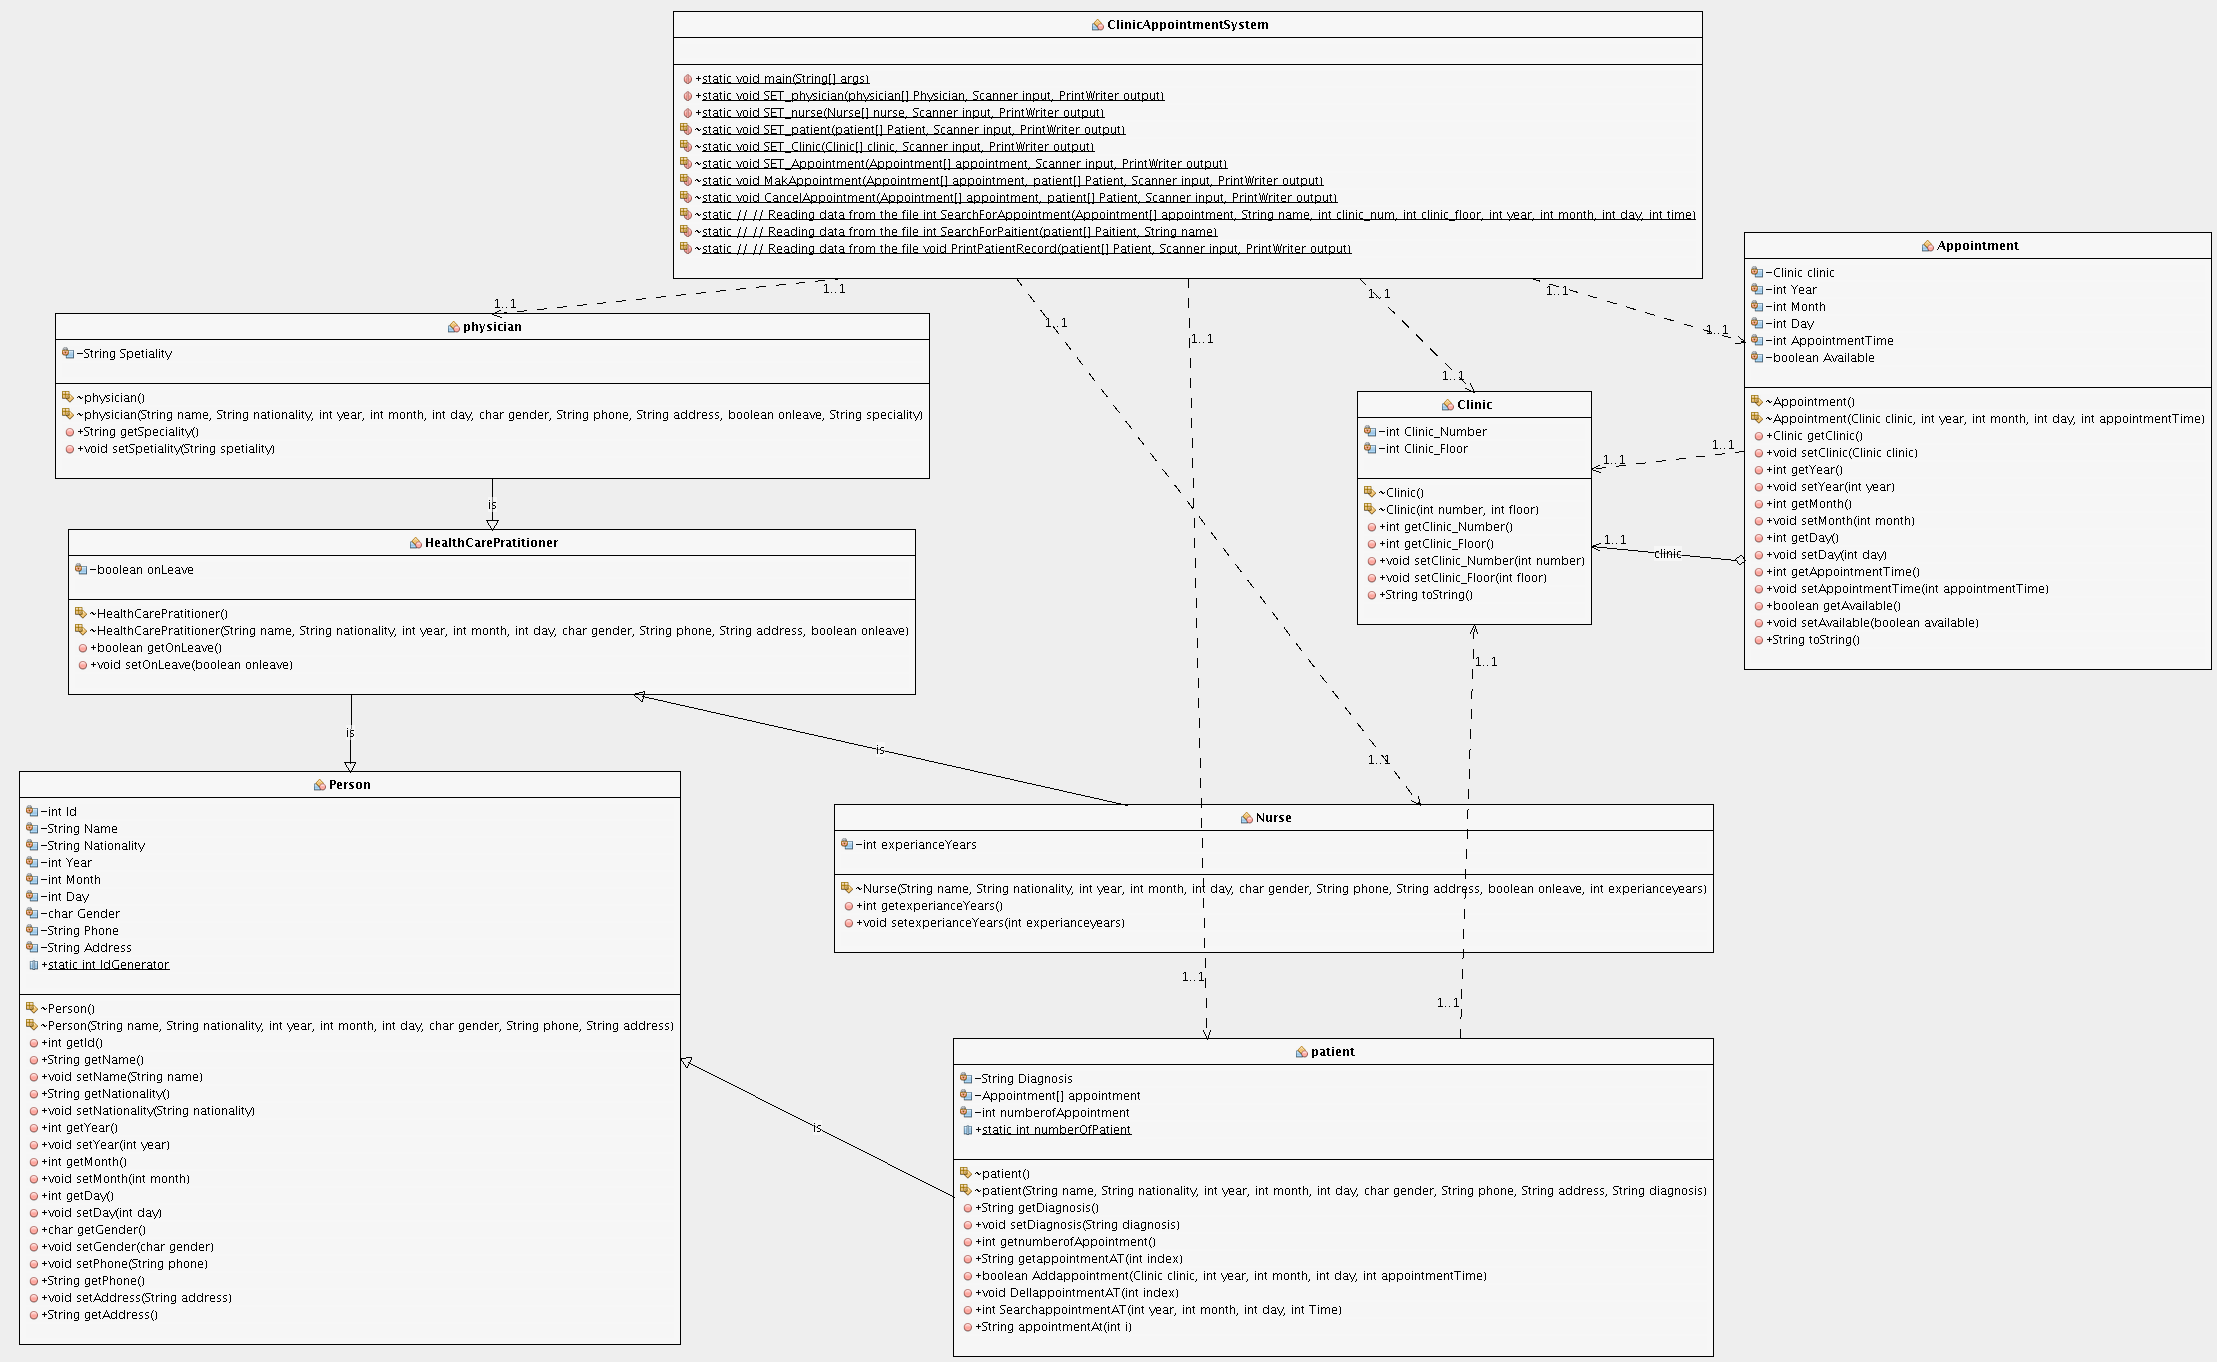 ClinicAppointmentSystem
+static void main(String[] args)
+static void SET_physician(physician[] Physician, Scanner input, PrintWriter output)
+static void SET_nurse(Nurse[] nurse, Scanner input, PrintWriter output)
~static void SET_patient(patient[] Patient, Scanner input, PrintWriter output)
~static void SET_Clinic(Clinic[] clinic, Scanner input, PrintWriter output)
~static void SET_Appointment(Appointment[] appointment, Scanner input, PrintWriter output)
~static void MakAppointment(Appointment[] appointment, patient[] Patient, Scanner input, PrintWriter output)
~static void CancelAppointment(Appointment[] appointment, patient[] Patient, Scanner input, PrintWriter output)
~static // // Reading data from the file int SearchForAppointment(Appointment[] appointment, String name, int clinic_num, int clinic_floor, int year, int month, int day, int time)
~static // // Reading data from the file int SearchForPaitient(patient[] Paitient, String name)
~static // // Reading data from the file void PrintPatientRecord(patient[] Patient, Scanner input, PrintWriter output)
1..1
1..1
1..1
1..1
1..1
1..1
1..1
1..1
physician
-String Spetiality
~physician()
~physician(String name, String nationality, int year, int month, int day, char gender, String phone, String address, boolean onleave, String speciality)
+String getSpeciality()
+void setSpetiality(String spetiality)
is
Appointment
-Clinic clinic
-int Year
-int Month
-int Day
-int AppointmentTime
-boolean Available
~Appointment()
~Appointment(Clinic clinic, int year, int month, int day, int appointmentTime)
+Clinic getClinic()
+void setClinic(Clinic clinic)
+int getYear()
+void setYear(int year)
+int getMonth()
+void setMonth(int month)
+int getDay()
+void setDay(int day)
+int getAppointmentTime()
+void setAppointmentTime(int appointmentTime)
+boolean getAvailable()
+void setAvailable(boolean available)
+String toString()
1..1
1..1
1..1
clinic
Clinic
-int Clinic_Number
-int Clinic_Floor
~Clinic()
~Clinic(int number, int floor)
+int getClinic_Number()
+int getClinic_Floor()
+void setClinic_Number(int number)
+void setClinic_Floor(int floor)
+String toString()
1..1
HealthCarePratitioner
-boolean onLeave
~HealthCarePratitioner()
~HealthCarePratitioner(String name, String nationality, int year, int month, int day, char gender, String phone, String address, boolean onleave)
+boolean getOnLeave()
+void setOnLeave(boolean onleave)
is
is
1..1
Nurse
-int experianceYears
~Nurse(String name, String nationality, int year, int month, int day, char gender, String phone, String address, boolean onleave, int experianceyears)
+int getexperianceYears()
+void setexperianceYears(int experianceyears)
1..1
1..1
Person
-int Id
-String Name
-String Nationality
-int Year
-int Month
-int Day
-char Gender
-String Phone
-String Address
+static int IdGenerator
~Person()
~Person(String name, String nationality, int year, int month, int day, char gender, String phone, String address)
+int getId()
+String getName()
+void setName(String name)
+String getNationality()
+void setNationality(String nationality)
+int getYear()
+void setYear(int year)
+int getMonth()
+void setMonth(int month)
+int getDay()
+void setDay(int day)
+char getGender()
+void setGender(char gender)
+void setPhone(String phone)
+String getPhone()
+void setAddress(String address)
+String getAddress()
is
patient
-String Diagnosis
-Appointment[] appointment
-int numberofAppointment
+static int numberOfPatient
~patient()
~patient(String name, String nationality, int year, int month, int day, char gender, String phone, String address, String diagnosis)
+String getDiagnosis()
+void setDiagnosis(String diagnosis)
+int getnumberofAppointment()
+String getappointmentAT(int index)
+boolean Addappointment(Clinic clinic, int year, int month, int day, int appointmentTime)
+void DellappointmentAT(int index)
+int SearchappointmentAT(int year, int month, int day, int Time)
+String appointmentAt(int i)